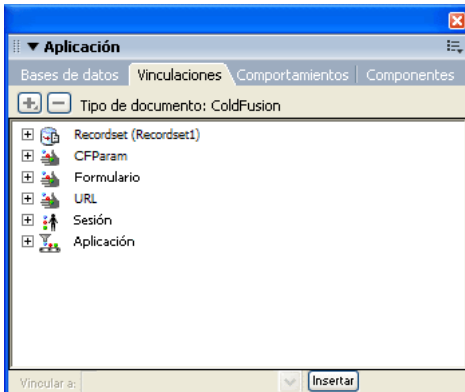 Aplicación
Bases de datos Vinculaciones Comportamientos Componentes
Tipo de documento: ColdFusion
Recordset (Recordset1)
CFParam
Formulario
URL
Sesión
Aplicación
Vincular a: Insertar